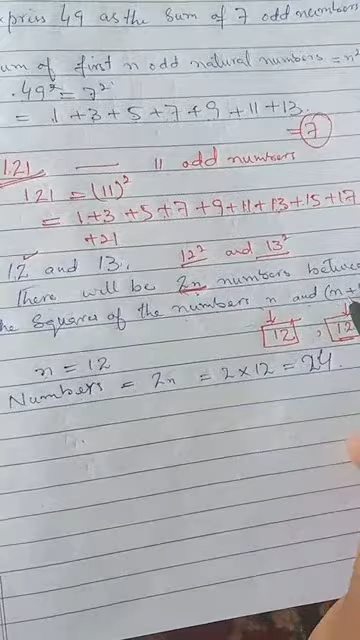 xpress 49 as the sum of 7 odd numbers
um of first n odd natural numbers = n²
.49² = 7²
= 1+3+5+7+9+11+13.
= 7
1.21 — 11 odd numbers
121 = (11)²
= 1+3+5+7+9+11+13+15+17
+21
12 and 13. 12² and 13²
There will be 2n numbers betwee
he squares of the numbers n and (n+
12 , 12
n = 12
Numbers = 2n = 2×12 = 24.